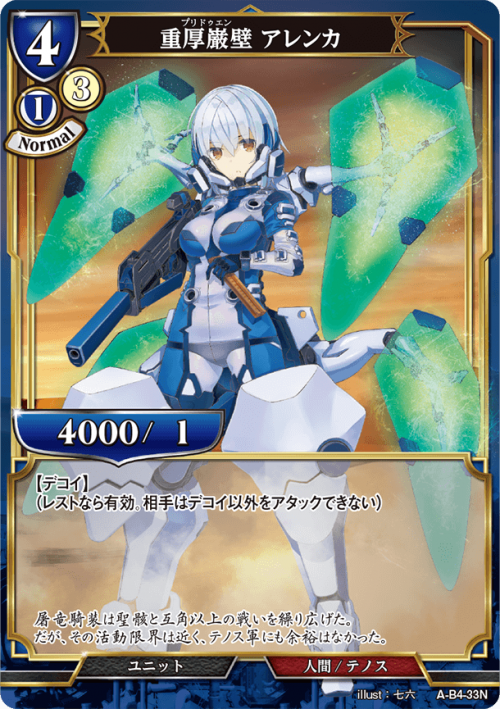 4
プリドゥエン
重厚巌壁 アレンカ
3
1
Normal
4000/ 1
【デコイ】
(レストなら有効。相手はデコイ以外をアタックできない)
屠竜騎装は聖骸と互角以上の戦いを繰り広げた。
だが、その活動限界は近く、テノス軍にも余裕はなかった。
ユニット
人間/テノス
illust:七六
A-B4-33N